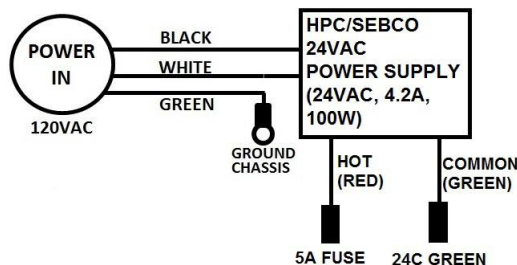 POWER
IN
120VAC
BLACK
WHITE
GREEN
GROUND
CHASSIS
HPC/SEBCO
24VAC
POWER SUPPLY
(24VAC, 4.2A,
100W)
HOT
(RED)
COMMON
(GREEN)
5A FUSE
24C GREEN